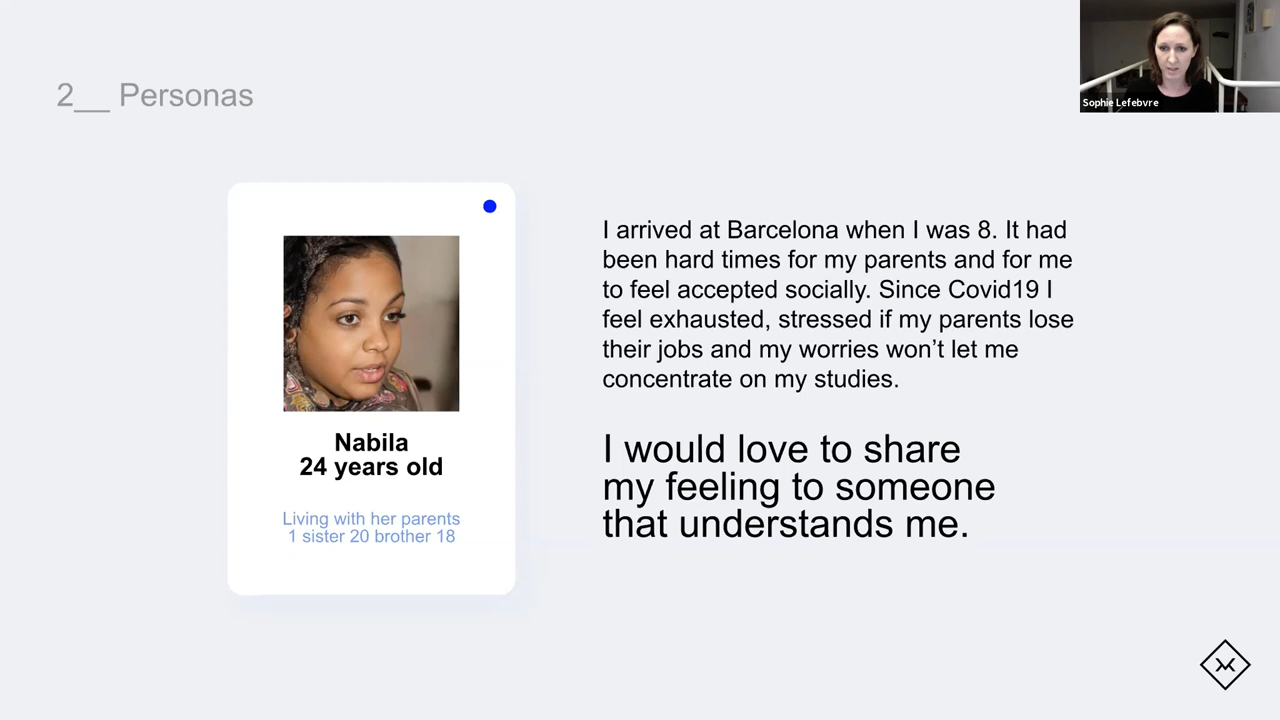 2__ Personas
Sophie Lefebvre
Nabila
24 years old
Living with her parents
1 sister 20 brother 18
I arrived at Barcelona when I was 8. It had
been hard times for my parents and for me
to feel accepted socially. Since Covid19 I
feel exhausted, stressed if my parents lose
their jobs and my worries won’t let me
concentrate on my studies.
I would love to share
my feeling to someone
that understands me.